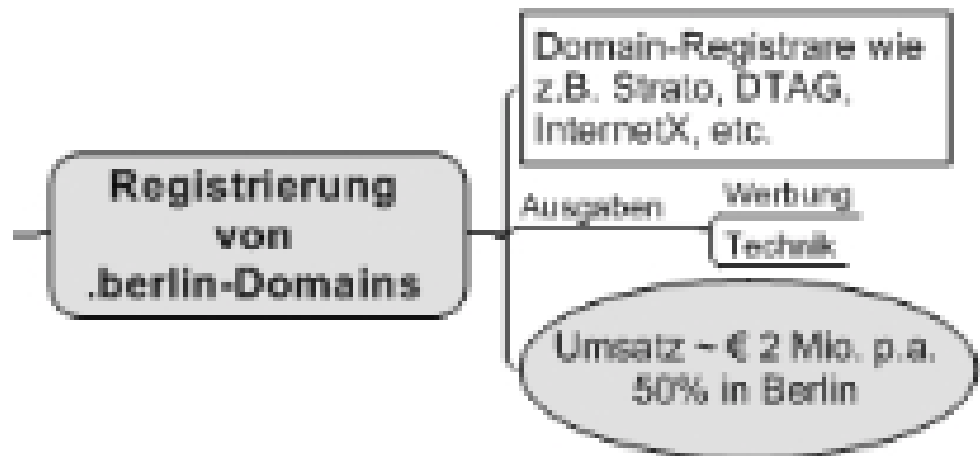 Domain-Registrare wie
z.B. Strato, DTAG,
InternetX, etc.
Registrierung
von
.berlin-Domains
Ausgaben
Werbung
Technik
Umsatz ~ € 2 Mio. p.a.
50% in Berlin